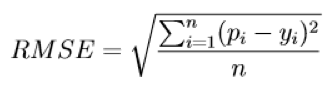 RMSE = \sqrt{\frac{\sum_{i=1}^{n}(p_i - y_i)^2}{n}}